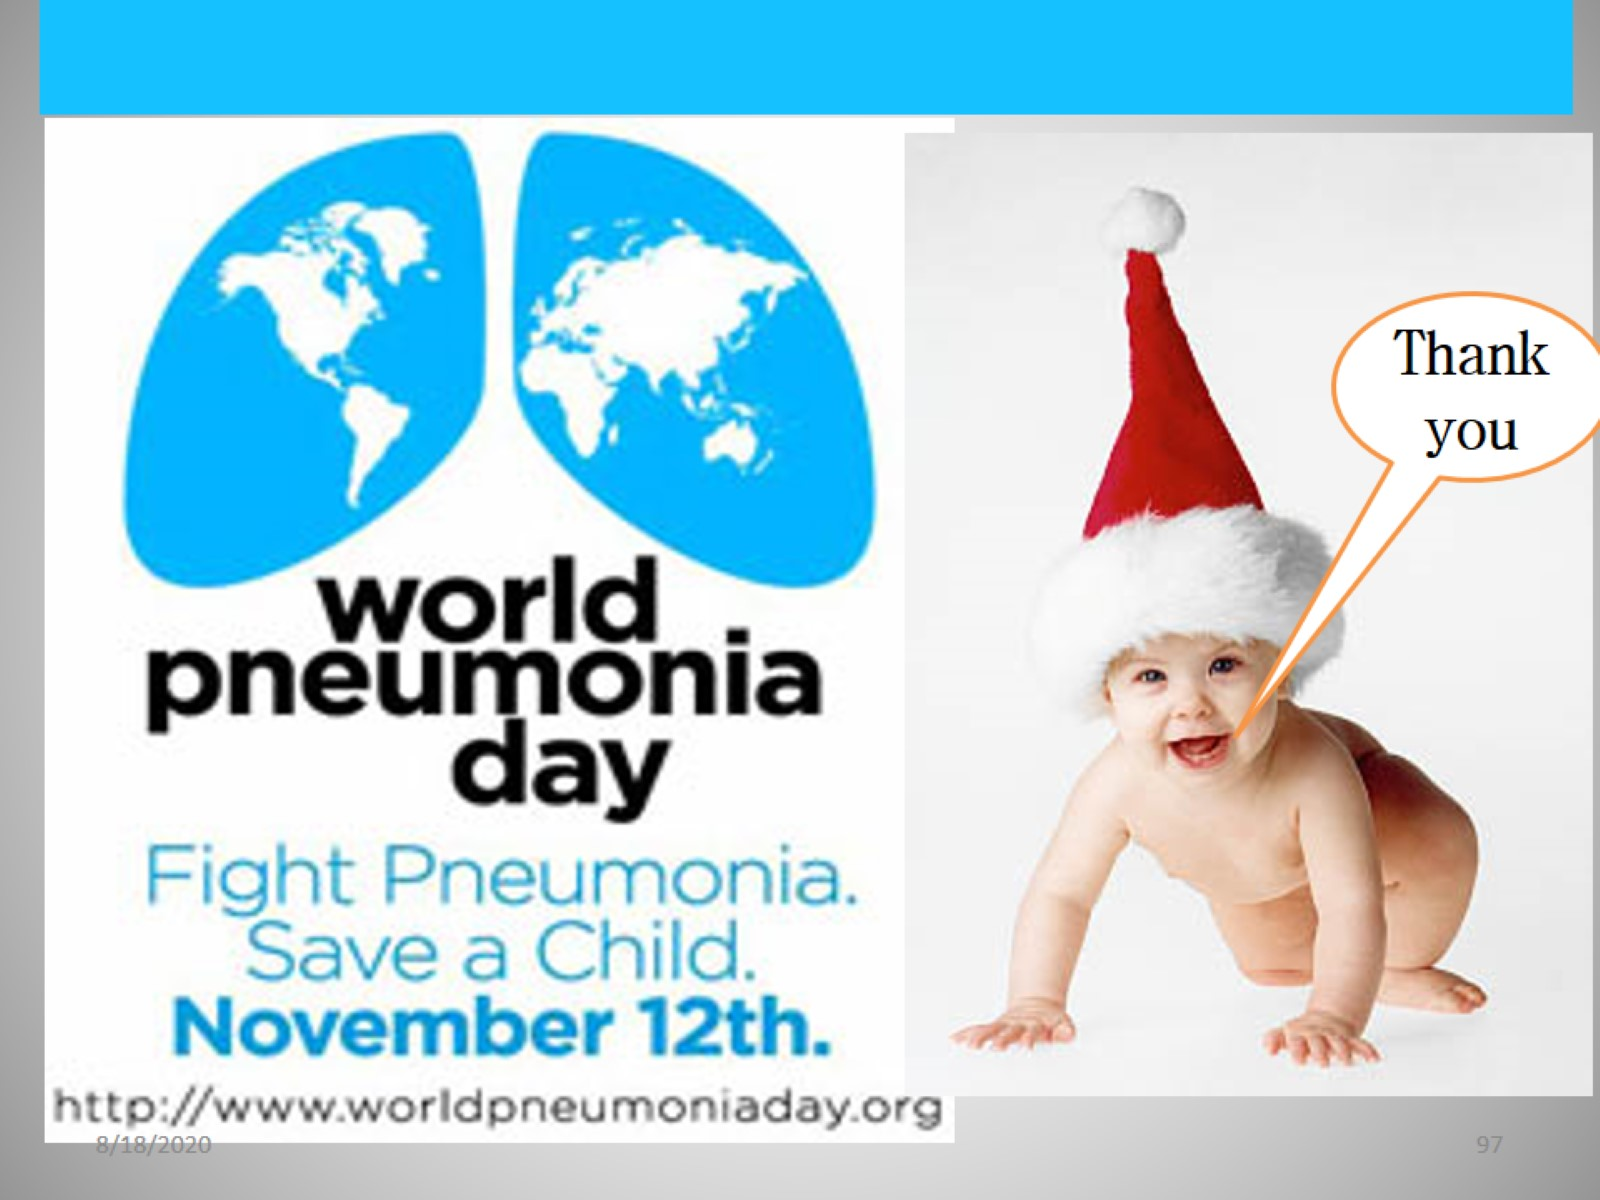 world
pneumonia
day
Fight Pneumonia.
Save a Child.
November 12th.
http://www.worldpneumoniaday.org
Thank
you
8/18/2020
97